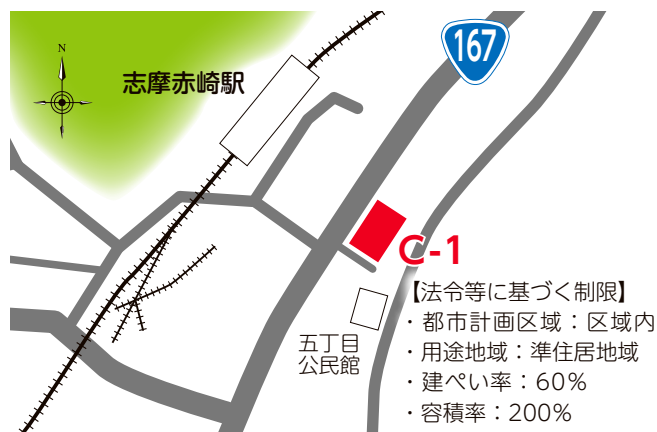 N
志摩赤崎駅
167
C-1
五丁目
公民館
【法令等に基づく制限】
・都市計画区域：区域内
・用途地域：準住居地域
・建ぺい率：60%
・容積率：200%